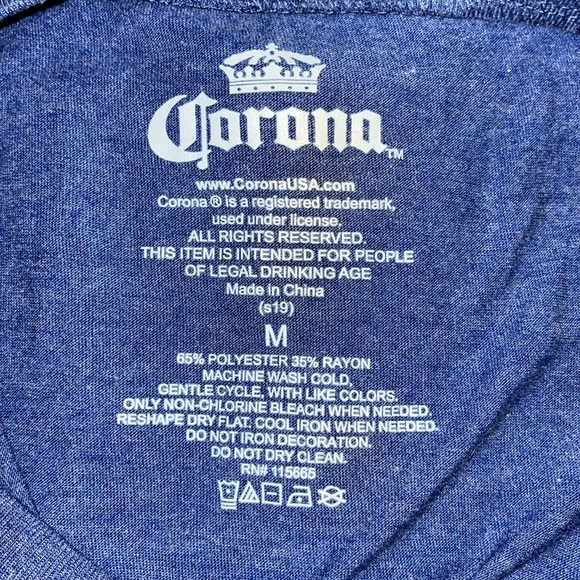 Corona™
www.CoronaUSA.com
Corona ® is a registered trademark,
used under license.
ALL RIGHTS RESERVED.
THIS ITEM IS INTENDED FOR PEOPLE
OF LEGAL DRINKING AGE
Made in China
(s19)
M
65% POLYESTER 35% RAYON
MACHINE WASH COLD,
GENTLE CYCLE, WITH LIKE COLORS.
ONLY NON-CHLORINE BLEACH WHEN NEEDED.
RESHAPE DRY FLAT. COOL IRON WHEN NEEDED.
DO NOT IRON DECORATION.
DO NOT DRY CLEAN.
RN# 115665